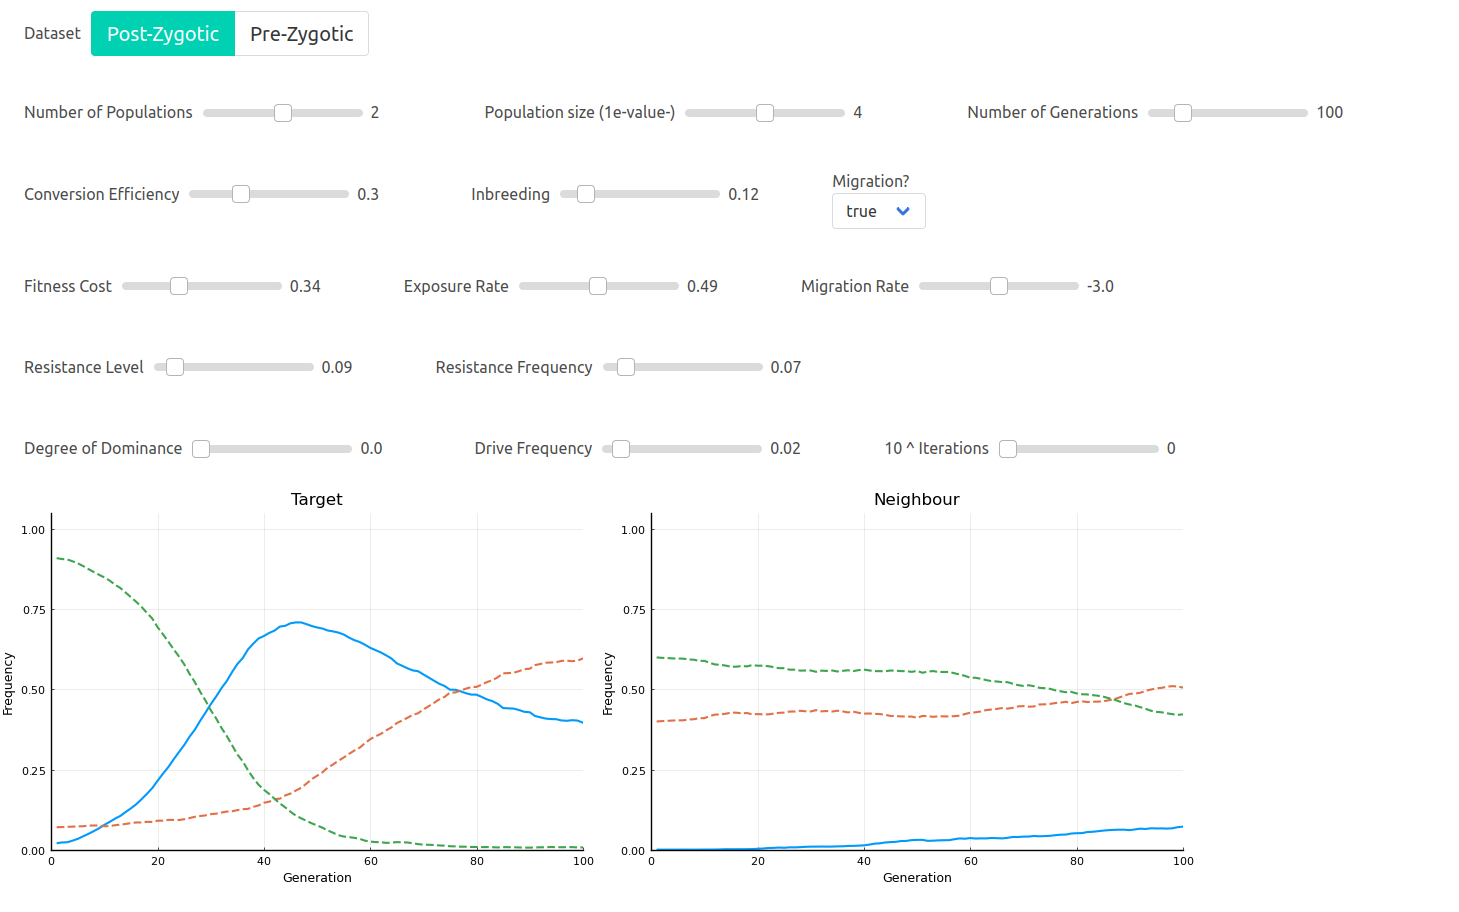 Dataset Post-Zygotic Pre-Zygotic
Number of Populations 2 Population size (1e-value-) 4 Number of Generations 100
Conversion Efficiency 0.3 Inbreeding 0.12 Migration?
true
Fitness Cost 0.34 Exposure Rate 0.49 Migration Rate -3.0
Resistance Level 0.09 Resistance Frequency 0.07
Degree of Dominance 0.0 Drive Frequency 0.02 10 ^ Iterations 0
Target
1.00
0.75
0.50
0.25
0.00
Frequency
0 20 40 60 80 100
Generation
Neighbour
1.00
0.75
0.50
0.25
0.00
Frequency
0 20 40 60 80 100
Generation